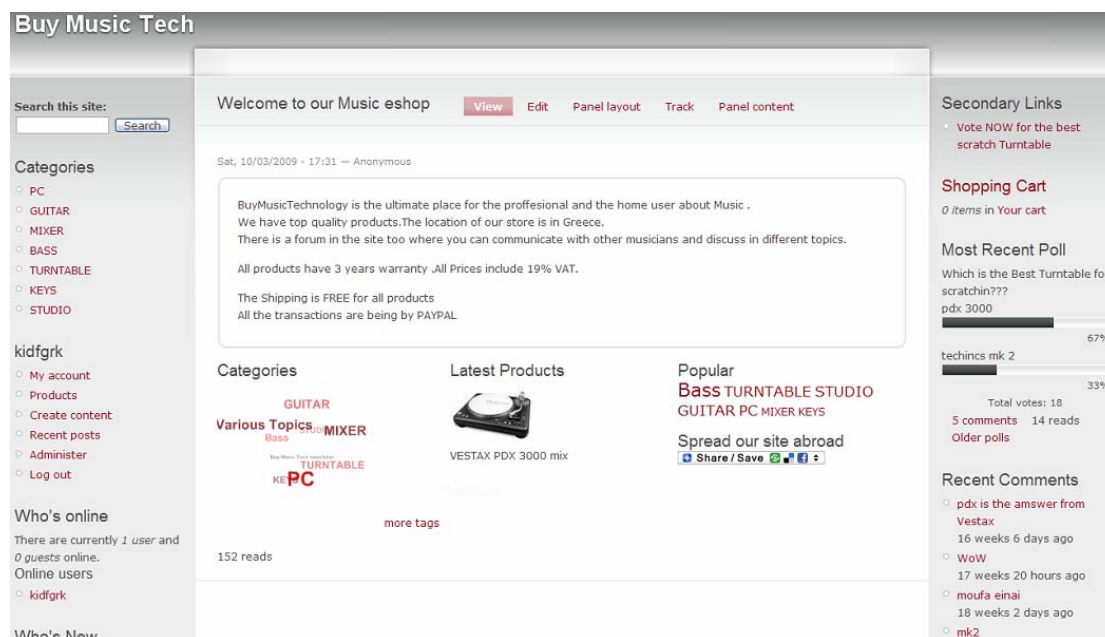 Buy Music Tech
Search this site:
Search
Categories
PC
GUITAR
MIXER
BASS
TURNTABLE
KEYS
STUDIO
kidfgrk
My account
Products
Create content
Recent posts
Administer
Log out
Who's online
There are currently 1 user and
0 guests online.
Online users
kidfgrk
Who's New
Welcome to our Music eshop
View Edit Panel layout Track Panel content
Sat, 10/03/2009 - 17:31 — Anonymous
BuyMusicTechnology is the ultimate place for the proffesional and the home user about Music .
We have top quality products.The location of our store is in Greece.
There is a forum in the site too where you can communicate with other musicians and discuss in different topics.
All products have 3 years warranty .All Prices include 19% VAT.
The Shipping is FREE for all products
All the transactions are being by PAYPAL
Categories
GUITAR
Various Topics STUDIO MIXER
Bass
Buy Music Tech newsletter
TURNTABLE
KEYS PC
more tags
152 reads
Latest Products
VESTAX PDX 3000 mix
Popular
Bass TURNTABLE STUDIO
GUITAR PC MIXER KEYS
Spread our site abroad
Share / Save
Secondary Links
Vote NOW for the best
scratch Turntable
Shopping Cart
0 items in Your cart
Most Recent Poll
Which is the Best Turntable fo
scratchin???
pdx 3000
67%
techincs mk 2
33%
Total votes: 18
5 comments 14 reads
Older polls
Recent Comments
pdx is the amswer from
Vestax
16 weeks 6 days ago
WoW
17 weeks 20 hours ago
moufa einai
18 weeks 2 days ago
mk2